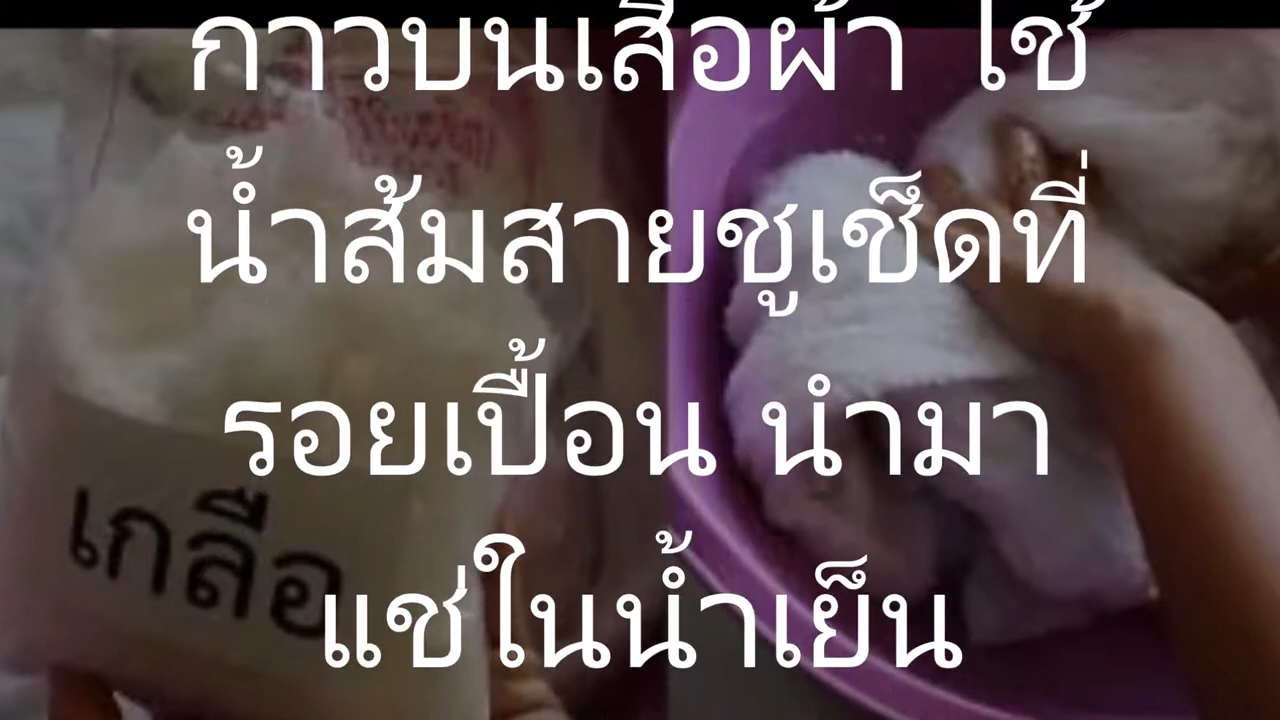 กาวบนเสื้อผ้า ใช้
น้ำส้มสายชูเช็ดที่
รอยเปื้อน นำมา
แช่ในน้ำเย็น
เกลือ